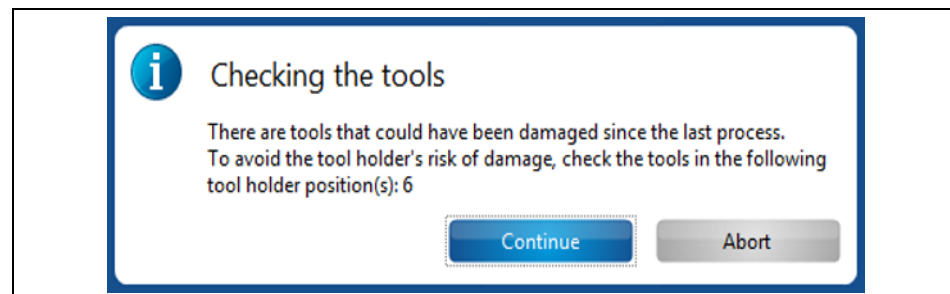 Checking the tools
There are tools that could have been damaged since the last process.
To avoid the tool holder's risk of damage, check the tools in the following
tool holder position(s): 6
Continue
Abort